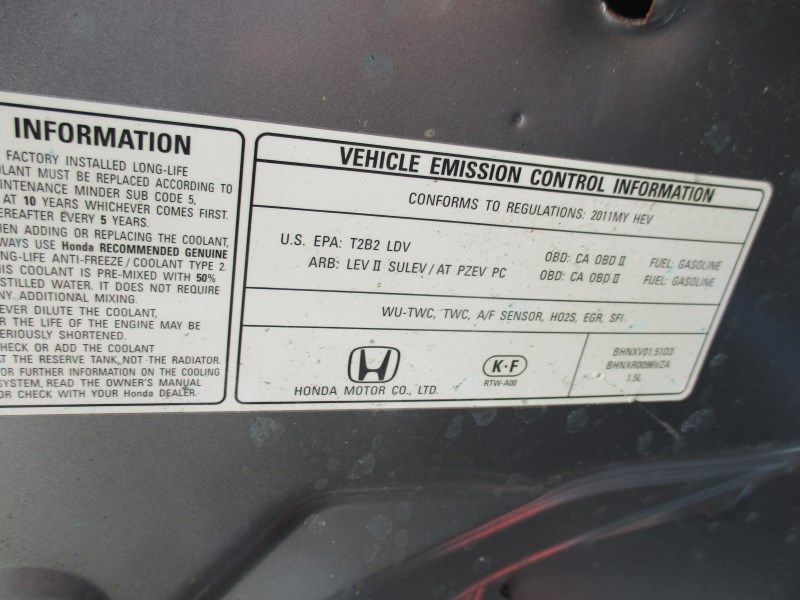 INFORMATION
FACTORY INSTALLED LONG-LIFE
OLANT MUST BE REPLACED ACCORDING TO
INTENANCE MINDER SUB CODE 5,
AT 10 YEARS WHICHEVER COMES FIRST.
EREAFTER EVERY 5 YEARS.
HEN ADDING OR REPLACING THE COOLANT,
WAYS USE Honda RECOMMENDED GENUINE
NG-LIFE ANTI-FREEZE / COOLANT TYPE 2.
HIS COOLANT IS PRE-MIXED WITH 50%
STILLED WATER. IT DOES NOT REQUIRE
NY ADDITIONAL MIXING.
EVER DILUTE THE COOLANT,
R THE LIFE OF THE ENGINE MAY BE
ERIOUSLY SHORTENED.
HECK OR ADD THE COOLANT
AT THE RESERVE TANK, NOT THE RADIATOR.
FOR FURTHER INFORMATION ON THE COOLING
SYSTEM, READ THE OWNER'S MANUAL
OR CHECK WITH YOUR Honda DEALER.
VEHICLE EMISSION CONTROL INFORMATION
CONFORMS TO REGULATIONS: 2011MY HEV
U.S. EPA: T2B2 LDV OBD: CA OBD II FUEL: GASOLINE
ARB: LEV II SULEV/AT PZEV PC OBD: CA OBD II FUEL: GASOLINE
WU-TWC, TWC, A/F SENSOR, HO2S, EGR, SFI
HONDA MOTOR CO., LTD.
K·F
RTW-A00
BHNXV01.51D3
BHNXR0096VZA
1.5L